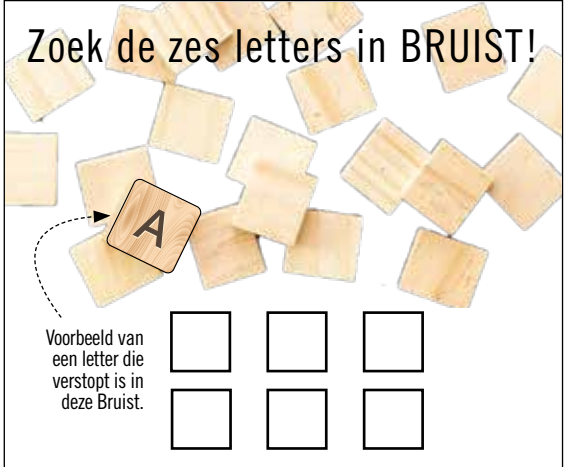 Zoek de zes letters in BRUIST!
A
Voorbeeld van
een letter die
verstopt is in
deze Bruist.